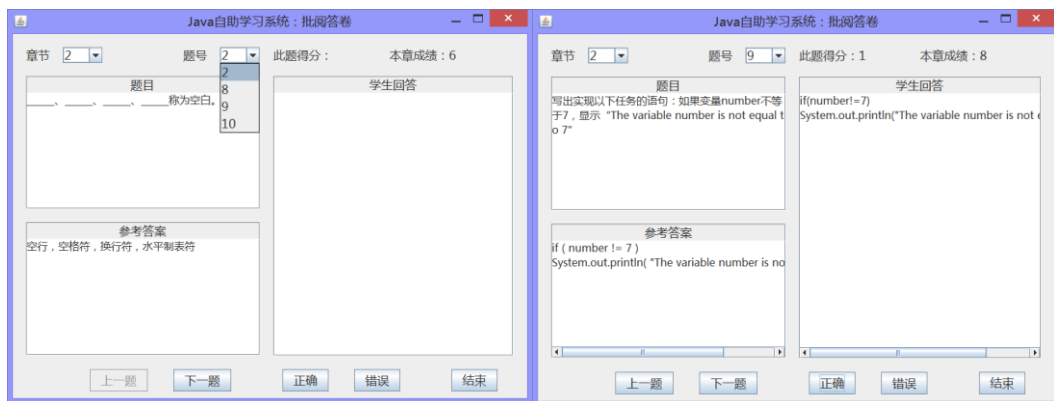 Java自助学习系统：批阅答卷
章节 2 题号 2 此题得分： 本章成绩：6
2
8
9
10
题目
_____、_____、_____、_____称为空白。
学生回答
参考答案
空行，空格符，换行符，水平制表符
上一题 下一题 正确 错误 结束
Java自助学习系统：批阅答卷
章节 2 题号 9 此题得分：1 本章成绩：8
题目
写出实现以下任务的语句：如果变量number不等
于7，显示 “The variable number is not equal t
o 7”
学生回答
if(number!=7)
System.out.println("The variable number is not e
参考答案
if ( number != 7 )
System.out.println( "The variable number is no
上一题 下一题 正确 错误 结束